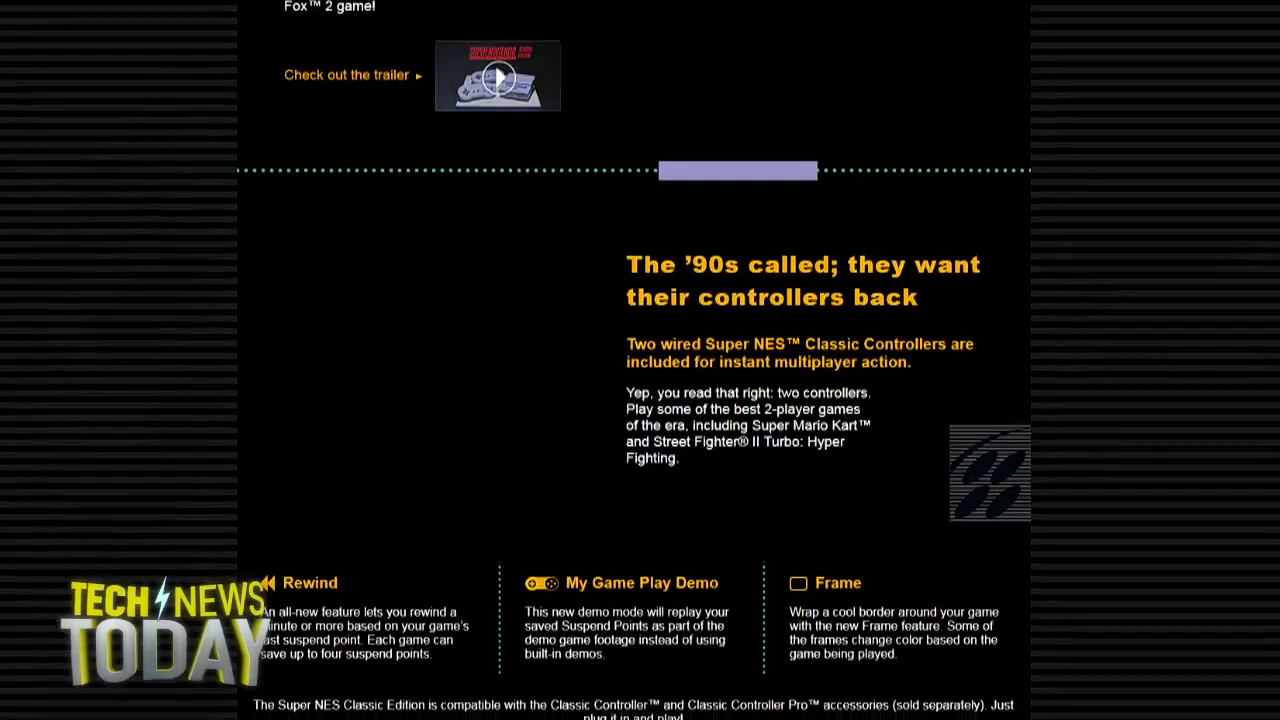 Fox™ 2 game!
Check out the trailer ►
SUPER NINTENDO
The ’90s called; they want
their controllers back
Two wired Super NES™ Classic Controllers are
included for instant multiplayer action.
Yep, you read that right: two controllers.
Play some of the best 2-player games
of the era, including Super Mario Kart™
and Street Fighter® II Turbo: Hyper
Fighting.
Rewind
An all-new feature lets you rewind a
minute or more based on your game’s
last suspend point. Each game can
save up to four suspend points.
My Game Play Demo
This new demo mode will replay your
saved Suspend Points as part of the
demo game footage instead of using
built-in demos.
Frame
Wrap a cool border around your game
with the new Frame feature. Some of
the frames change color based on the
game being played.
The Super NES Classic Edition is compatible with the Classic Controller™ and Classic Controller Pro™ accessories (sold separately). Just
plug it in and play!
TECH NEWS
TODAY